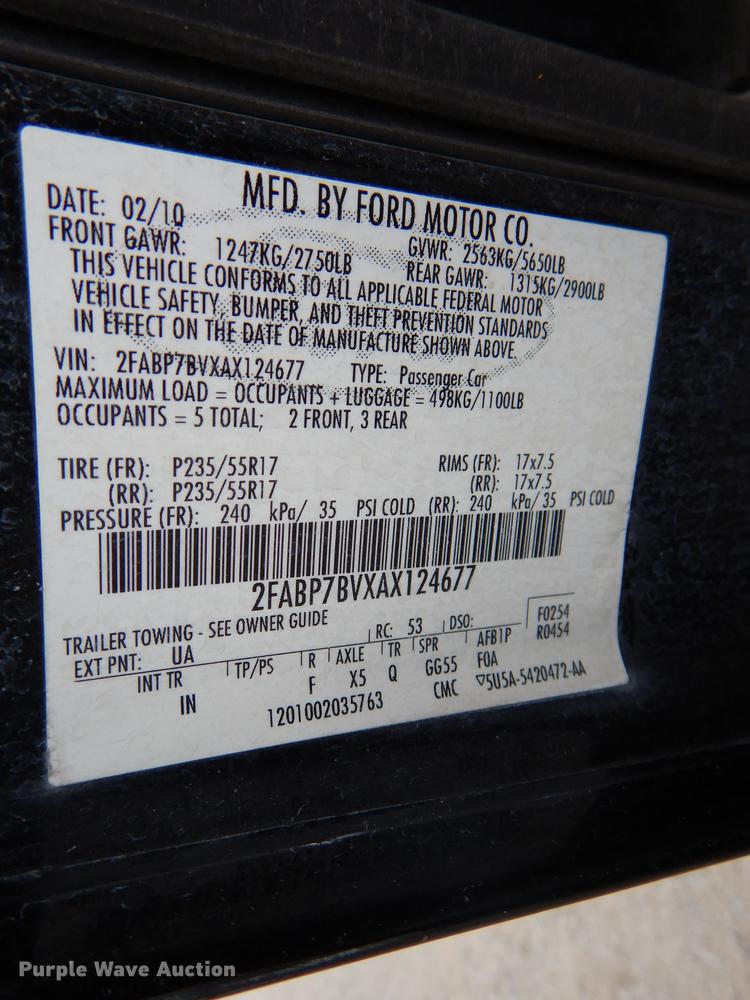 MFD. BY FORD MOTOR CO.
DATE: 02/10 GVWR: 2563KG/5650LB
FRONT GAWR: 1247KG/2750LB REAR GAWR: 1315KG/2900LB
THIS VEHICLE CONFORMS TO ALL APPLICABLE FEDERAL MOTOR
VEHICLE SAFETY, BUMPER, AND THEFT PREVENTION STANDARDS
IN EFFECT ON THE DATE OF MANUFACTURE SHOWN ABOVE.
VIN: 2FABP7BVXAX124677 TYPE: Passenger Car
MAXIMUM LOAD = OCCUPANTS + LUGGAGE = 498KG/1100LB
OCCUPANTS = 5 TOTAL; 2 FRONT, 3 REAR
TIRE (FR): P235/55R17 RIMS (FR): 17x7.5
(RR): P235/55R17 (RR): 17x7.5
PRESSURE (FR): 240 kPa/ 35 PSI COLD (RR): 240 kPa/ 35 PSI COLD
2FABP7BVXAX124677
TRAILER TOWING - SEE OWNER GUIDE F0254
EXT PNT: UA RC: 53 DSO: R0454
INT TR TP/PS R AXLE TR SPR AFB1P
IN F X5 Q GG55 F0A
1201002035763 CMC ▽5U5A-5420472-AA
Purple Wave Auction